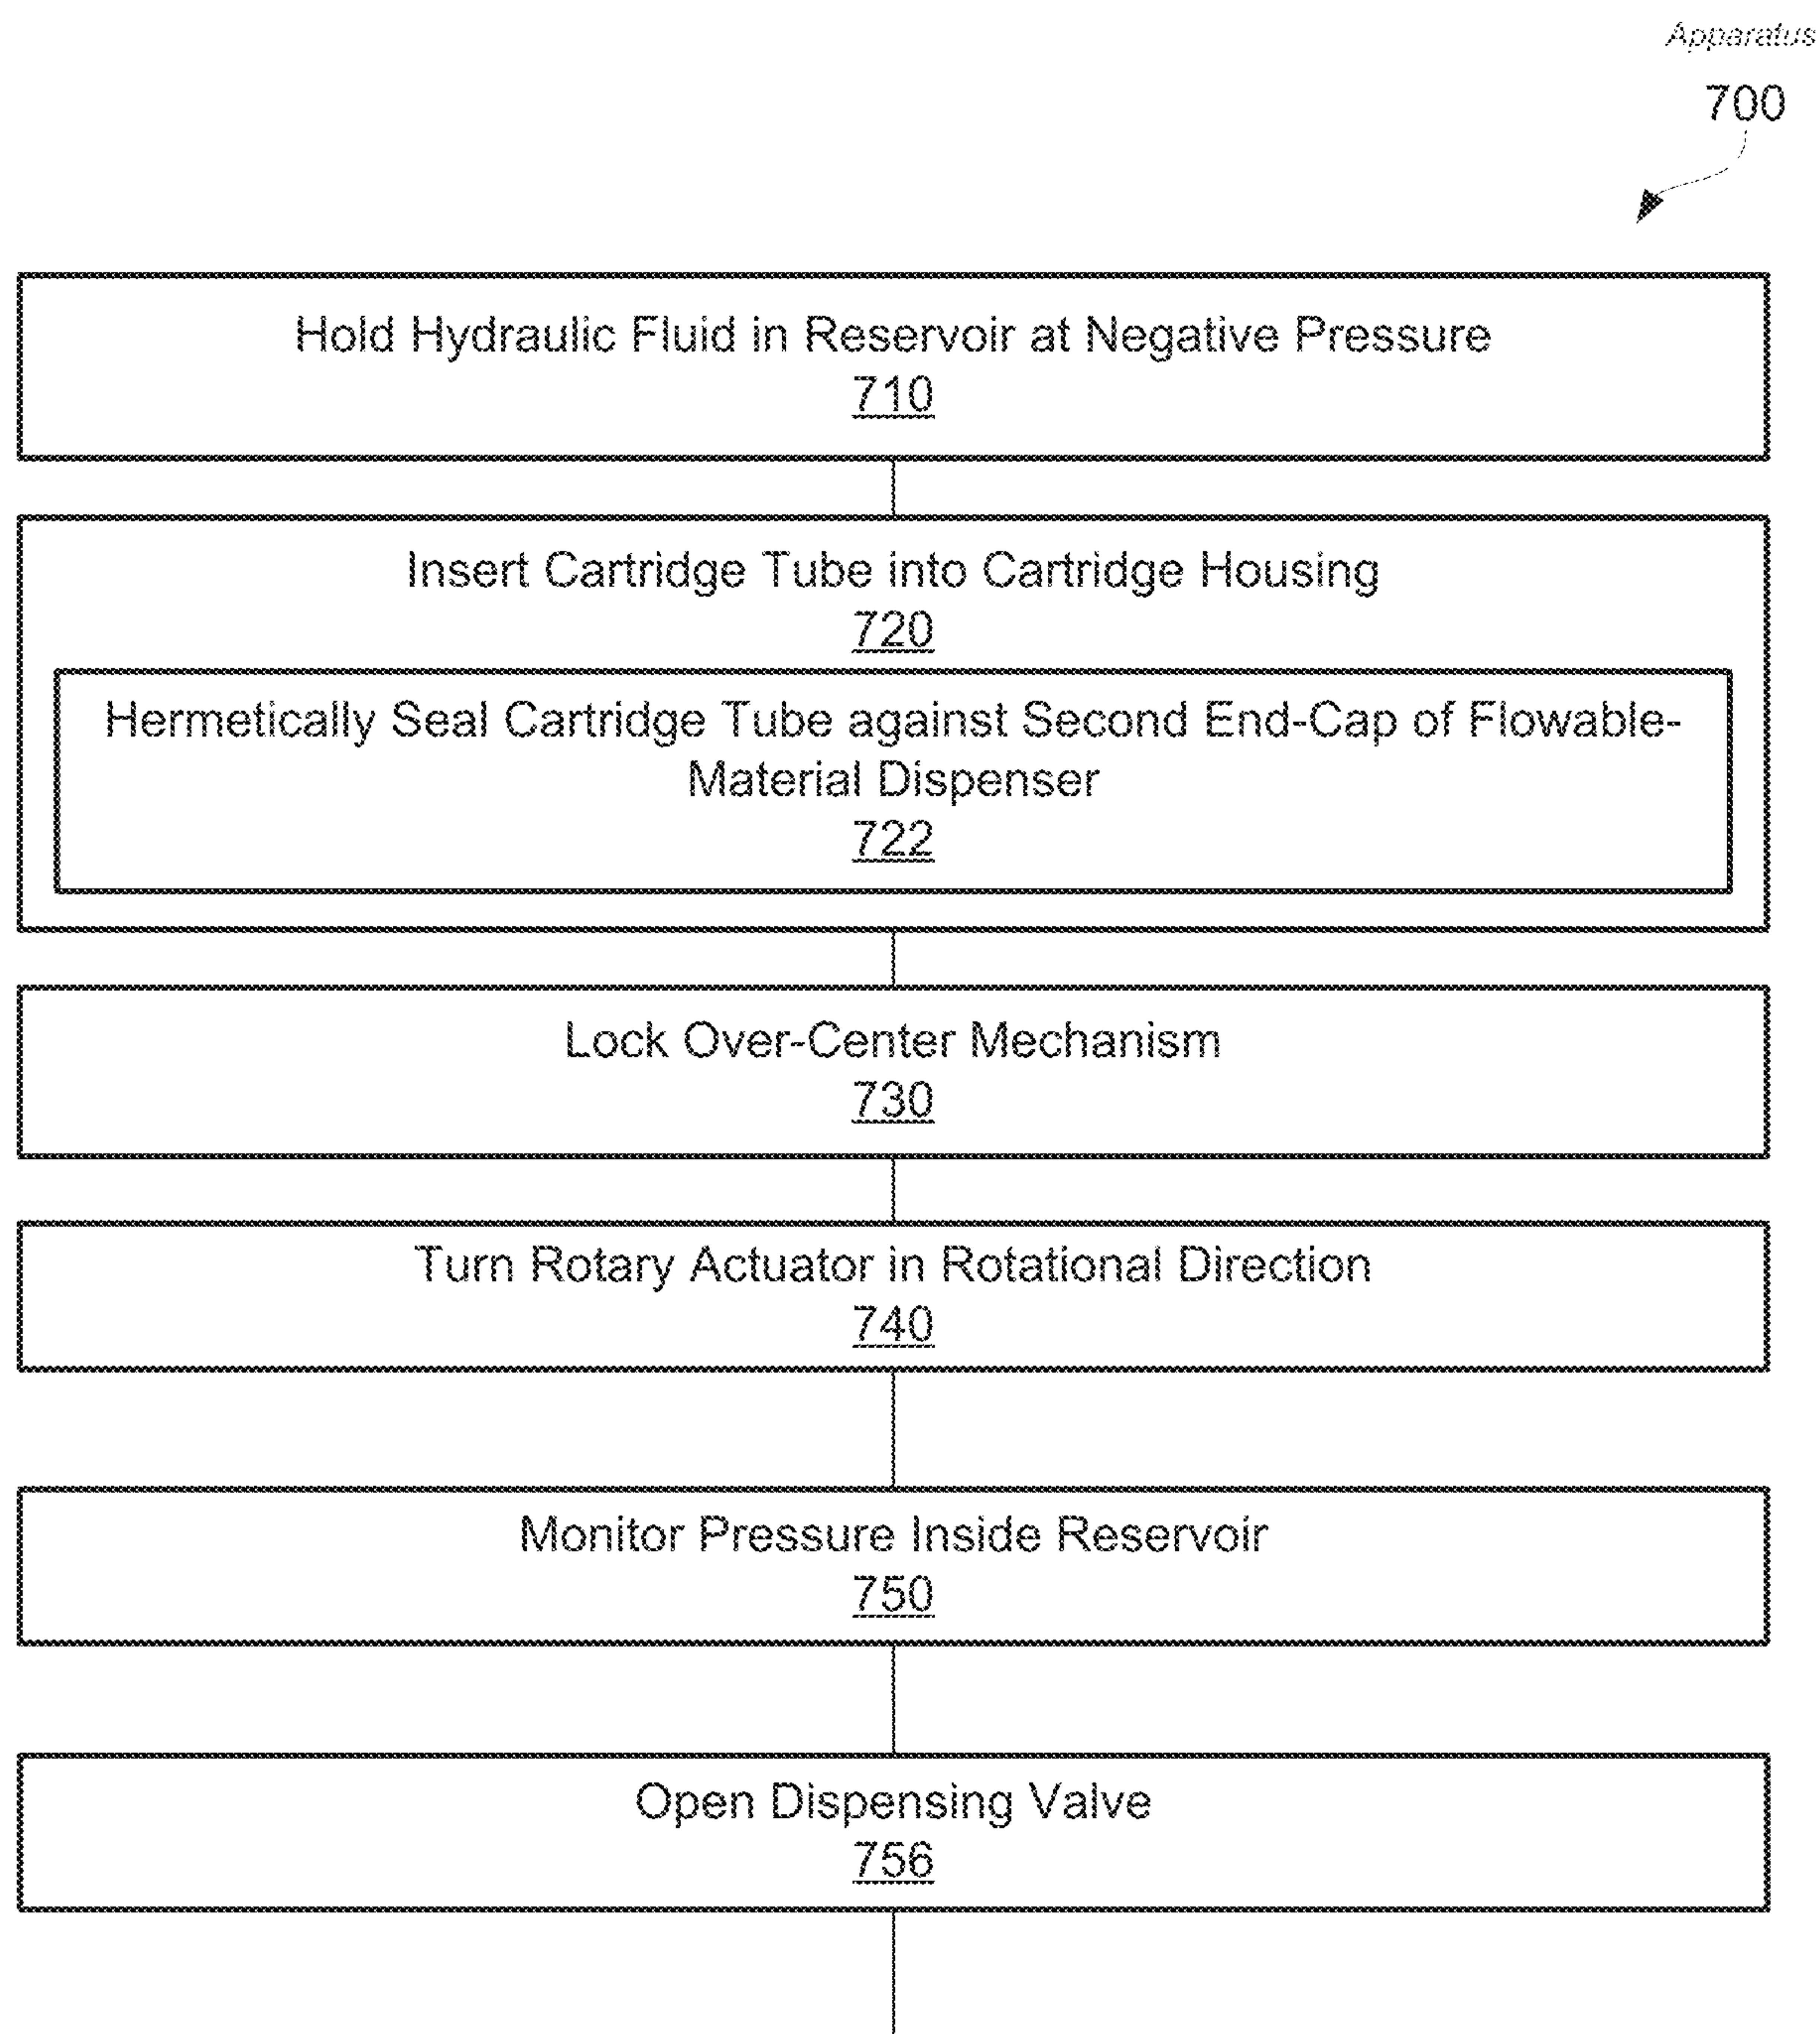 Apparatus
700
Hold Hydraulic Fluid in Reservoir at Negative Pressure
710
Insert Cartridge Tube into Cartridge Housing
720
Hermetically Seal Cartridge Tube against Second End-Cap of Flowable-
Material Dispenser
722
Lock Over-Center Mechanism
730
Turn Rotary Actuator in Rotational Direction
740
Monitor Pressure Inside Reservoir
750
Open Dispensing Valve
756